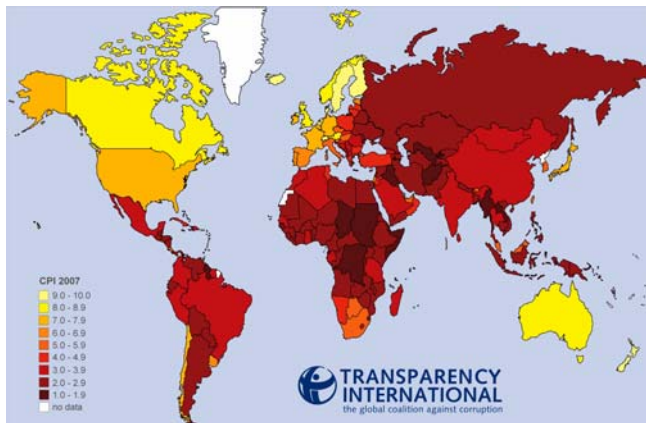 CPI 2007
9.0 - 10.0
8.0 - 8.9
7.0 - 7.9
6.0 - 6.9
5.0 - 5.9
4.0 - 4.9
3.0 - 3.9
2.0 - 2.9
1.0 - 1.9
no data
TRANSPARENCY
INTERNATIONAL
the global coalition against corruption